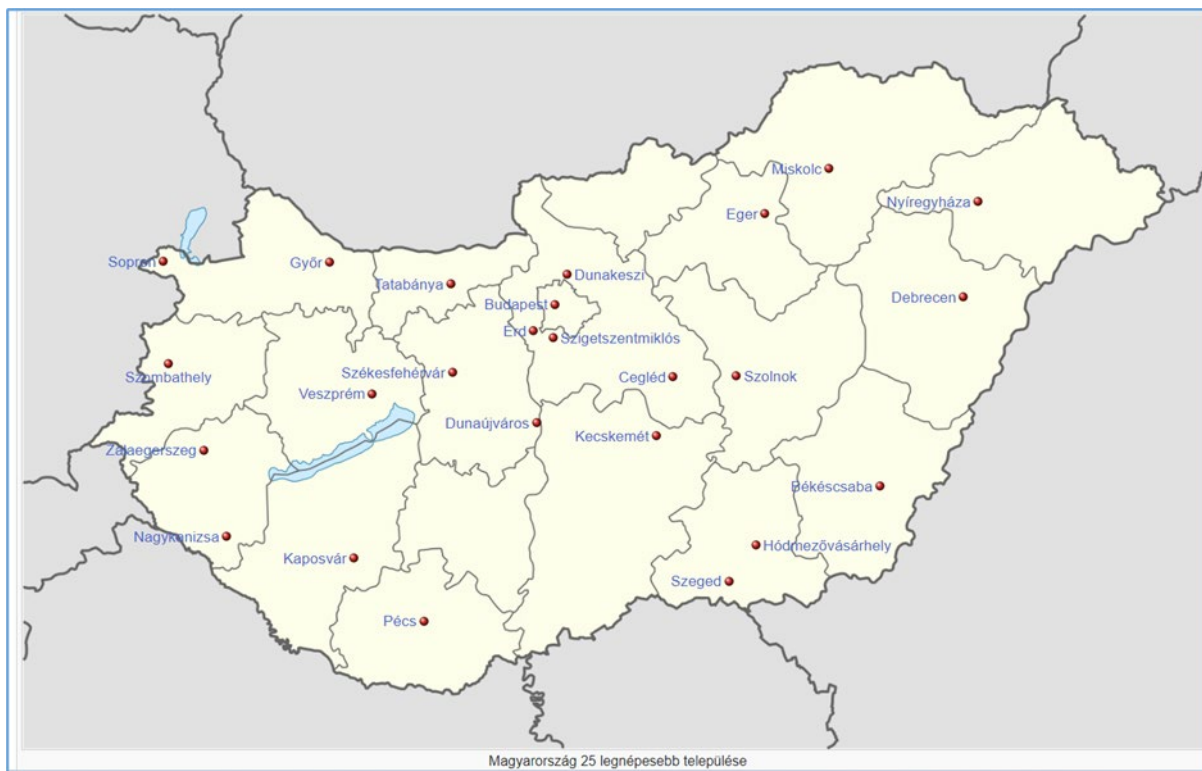 Miskolc
Nyíregyháza
Eger
Sopron
Győr
Dunakeszi
Tatabánya
Debrecen
Budapest
Érd
Szigetszentmiklós
Székesfehérvár
Szombathely
Cegléd
Szolnok
Veszprém
Dunaújváros
Kecskemét
Zalaegerszeg
Békéscsaba
Nagykanizsa
Hódmezővásárhely
Kaposvár
Szeged
Pécs
Magyarország 25 legnépesebb települése